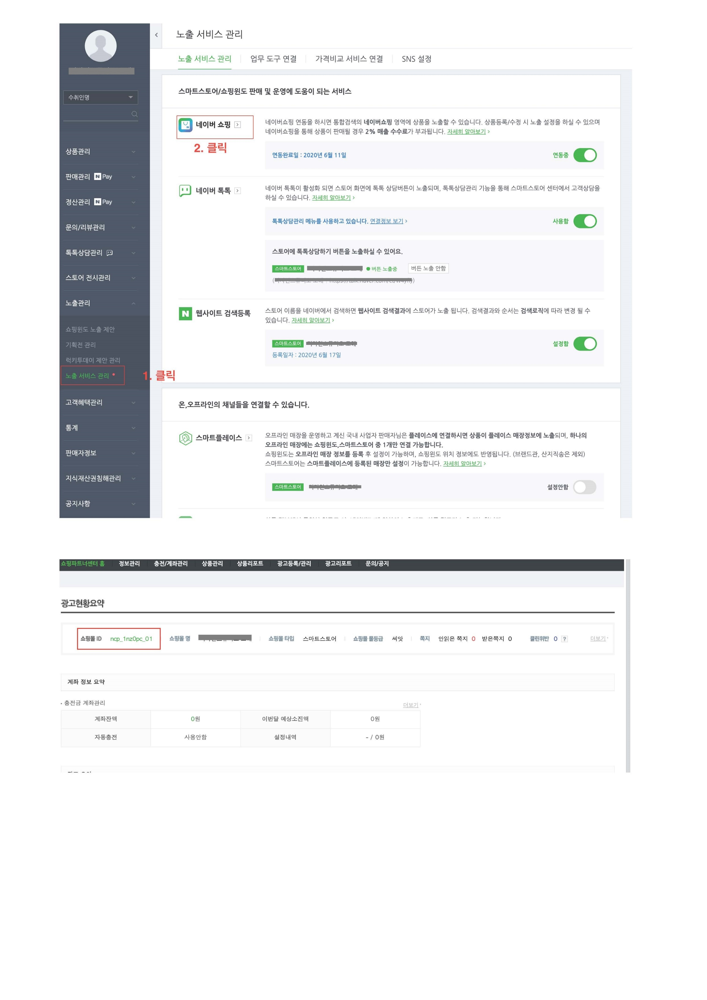 노출 서비스 관리
노출 서비스 관리 업무 도구 연결 가격비교 서비스 연결 SNS 설정
수취인명
상품관리
판매관리 N Pay
정산관리 N Pay
문의/리뷰관리
톡톡상담관리
스토어 전시관리
노출관리
쇼핑윈도 노출 제안
기획전 관리
럭키투데이 제안 관리
노출 서비스 관리
1. 클릭
고객혜택관리
통계
판매자정보
지식재산권침해관리
공지사항
스마트스토어/쇼핑윈도 판매 및 운영에 도움이 되는 서비스
네이버 쇼핑
2. 클릭
네이버쇼핑 연동을 하시면 통합검색의 네이버쇼핑 영역에 상품을 노출할 수 있습니다. 상품등록/수정 시 노출 설정을 하실 수 있으며
네이버쇼핑을 통해 상품이 판매될 경우 2% 매출 수수료가 부과됩니다. 자세히 알아보기 >
연동완료일 : 2020년 6월 11일 연동중
네이버 톡톡
네이버 톡톡이 활성화 되면 스토어 화면에 톡톡 상담버튼이 노출되며, 톡톡상담관리 기능을 통해 스마트스토어 센터에서 고객상담을
하실 수 있습니다. 자세히 알아보기 >
톡톡상담관리 메뉴를 사용하고 있습니다. 연결정보 보기 > 사용함
스토어에 톡톡상담하기 버튼을 노출하실 수 있어요.
스마트스토어 버튼 노출중 버튼 노출 안함
N 웹사이트 검색등록
스토어 이름을 네이버에서 검색하면 웹사이트 검색결과에 스토어가 노출 됩니다. 검색결과와 순서는 검색로직에 따라 변경 될 수
있습니다. 자세히 알아보기 >
스마트스토어 설정함
등록일자 : 2020년 6월 17일
온,오프라인의 채널들을 연결할 수 있습니다.
스마트플레이스
오프라인 매장을 운영하고 계신 국내 사업자 판매자님은 플레이스에 연결하시면 상품이 플레이스 매장정보에 노출되며, 하나의
오프라인 매장에는 쇼핑윈도,스마트스토어 중 1개만 연결 가능합니다.
쇼핑윈도는 오프라인 매장 정보를 등록 후 설정이 가능하며, 쇼핑윈도 위치 정보에도 반영됩니다. (브랜드관, 산지직송은 제외)
스마트스토어는 스마트플레이스에 등록된 매장만 설정이 가능합니다. 자세히 알아보기 >
스마트스토어 설정안함
쇼핑파트너센터 홈 정보관리 충전/계좌관리 상품관리 상품리포트 광고등록/관리 광고리포트 문의/공지
광고현황요약
쇼핑몰 ID ncp_1nz0pc_01 쇼핑몰 명 쇼핑몰 타입 스마트스토어 쇼핑몰 몰등급 씨앗 쪽지 안읽은 쪽지 0 받은쪽지 0 클린위반 0 ? 더보기
계좌 정보 요약
충전금 계좌관리 더보기
계좌잔액 0원 이번달 예상소진액 0원
자동충전 사용안함 설정내역 - / 0원